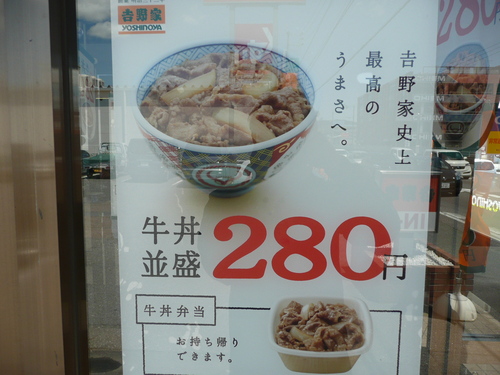 吉野家
YOSHINOYA
吉野家史上
最高の
うまさへ。
牛丼
並盛
280円
牛丼弁当
お持ち帰り
できます。
280